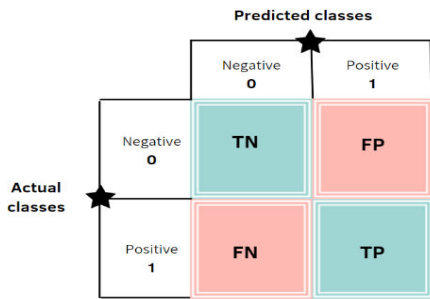 Predicted classes
Negative
0
Positive
1
Negative
0
TN
FP
Actual
classes
Positive
1
FN
TP